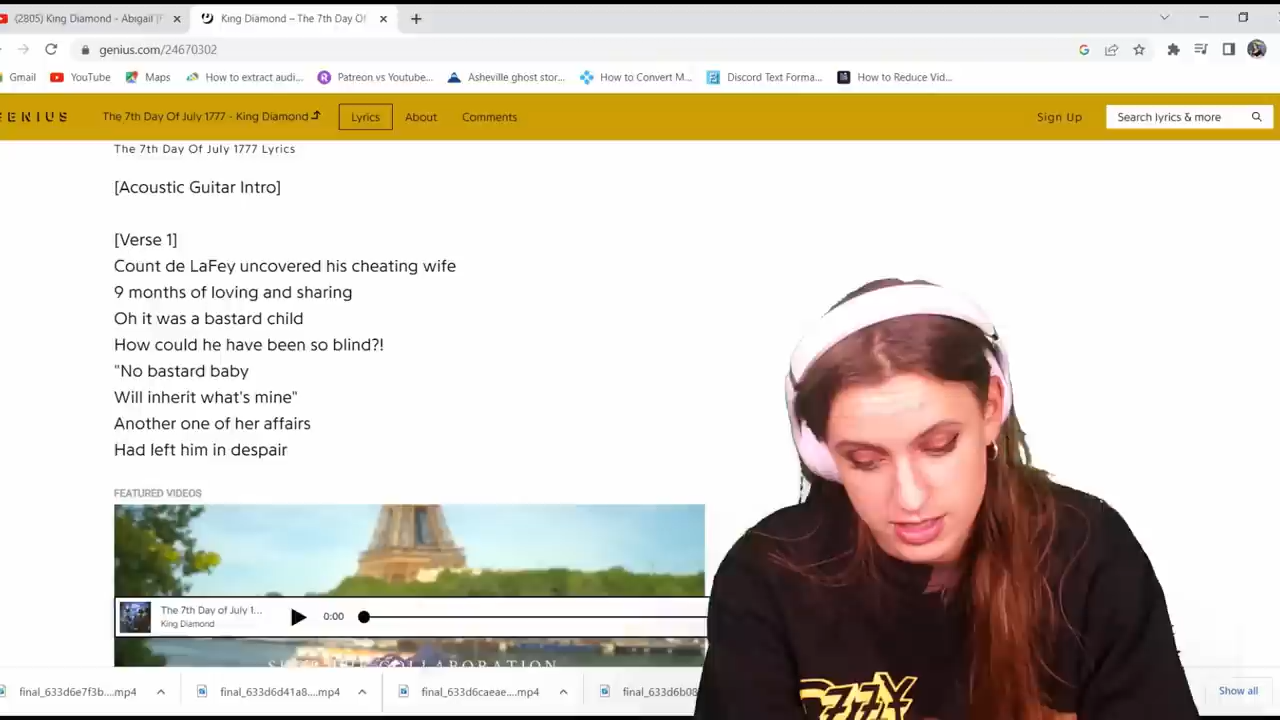 (2805) King Diamond - Abigail
King Diamond – The 7th Day Of
genius.com/24670302
Gmail YouTube Maps How to extract audi... Patreon vs Youtube... Asheville ghost stor... How to Convert M... Discord Text Forma... How to Reduce Vid...
ENIUS The 7th Day Of July 1777 - King Diamond Lyrics About Comments Sign Up Search lyrics & more
The 7th Day Of July 1777 Lyrics
[Acoustic Guitar Intro]
[Verse 1]
Count de LaFey uncovered his cheating wife
9 months of loving and sharing
Oh it was a bastard child
How could he have been so blind?!
"No bastard baby
Will inherit what's mine"
Another one of her affairs
Had left him in despair
FEATURED VIDEOS
The 7th Day of July 1...
King Diamond
0:00
COLLABORATION
final_633d6e7f3b....mp4 final_633d6d41a8....mp4 final_633d6caeae....mp4 final_633d6b08 Show all